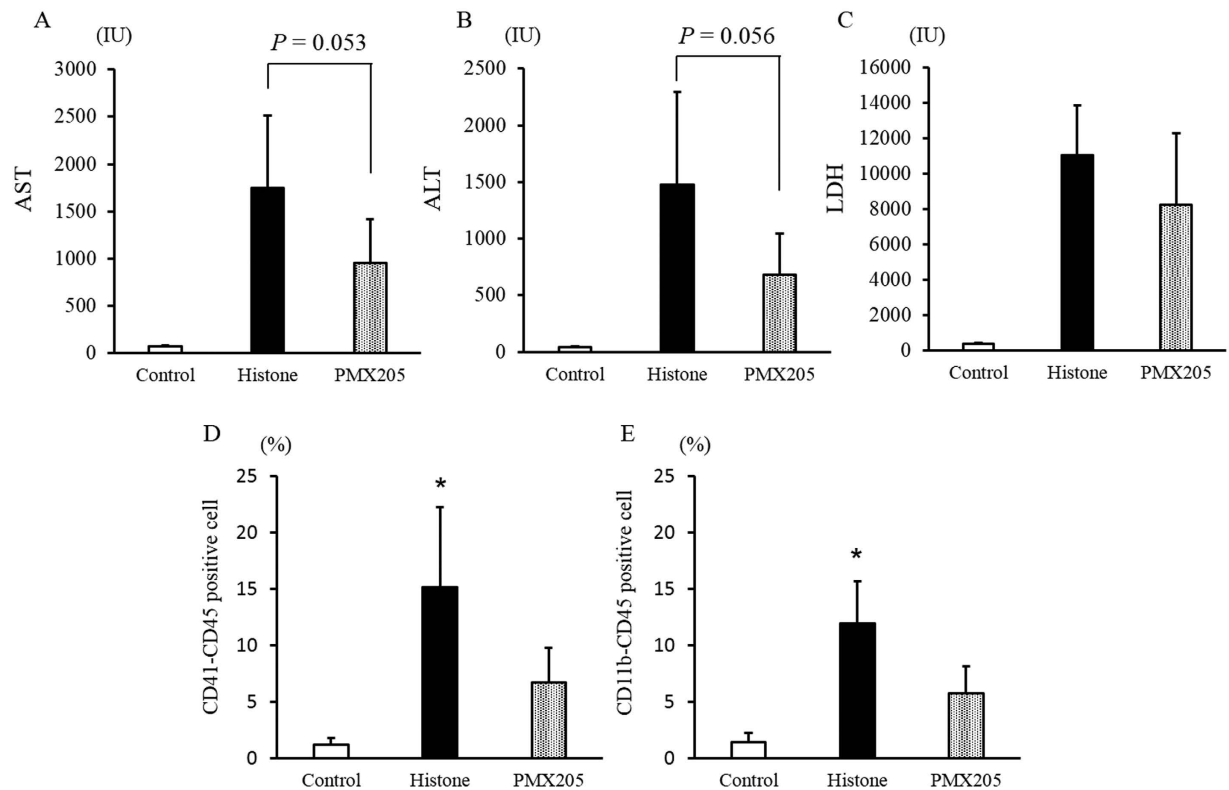 A
(IU)
P = 0.053
3000
2500
2000
1500
1000
500
0
AST
Control Histone PMX205
B
(IU)
P = 0.056
2500
2000
1500
1000
500
0
ALT
Control Histone PMX205
C
(IU)
16000
14000
12000
10000
8000
6000
4000
2000
0
LDH
Control Histone PMX205
D
(%)
25
20
15
10
5
0
*
CD41-CD45 positive cell
Control Histone PMX205
E
(%)
25
20
15
10
5
0
*
CD11b-CD45 positive cell
Control Histone PMX205